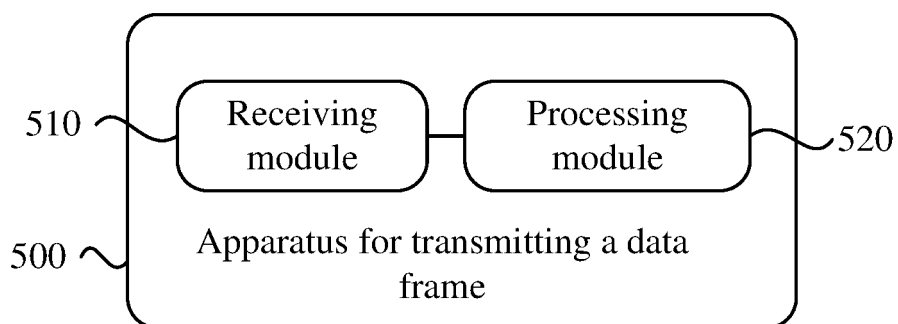 Receiving module
Processing module
510
520
500
Apparatus for transmitting a data
frame